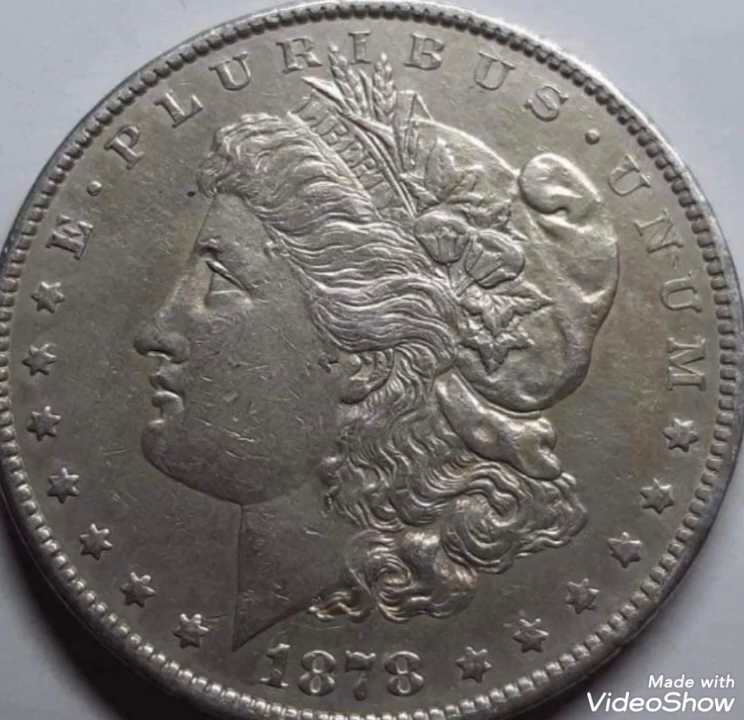 E · PLURIBUS · UNUM
LIBERTY
1878
Made with
VideoShow